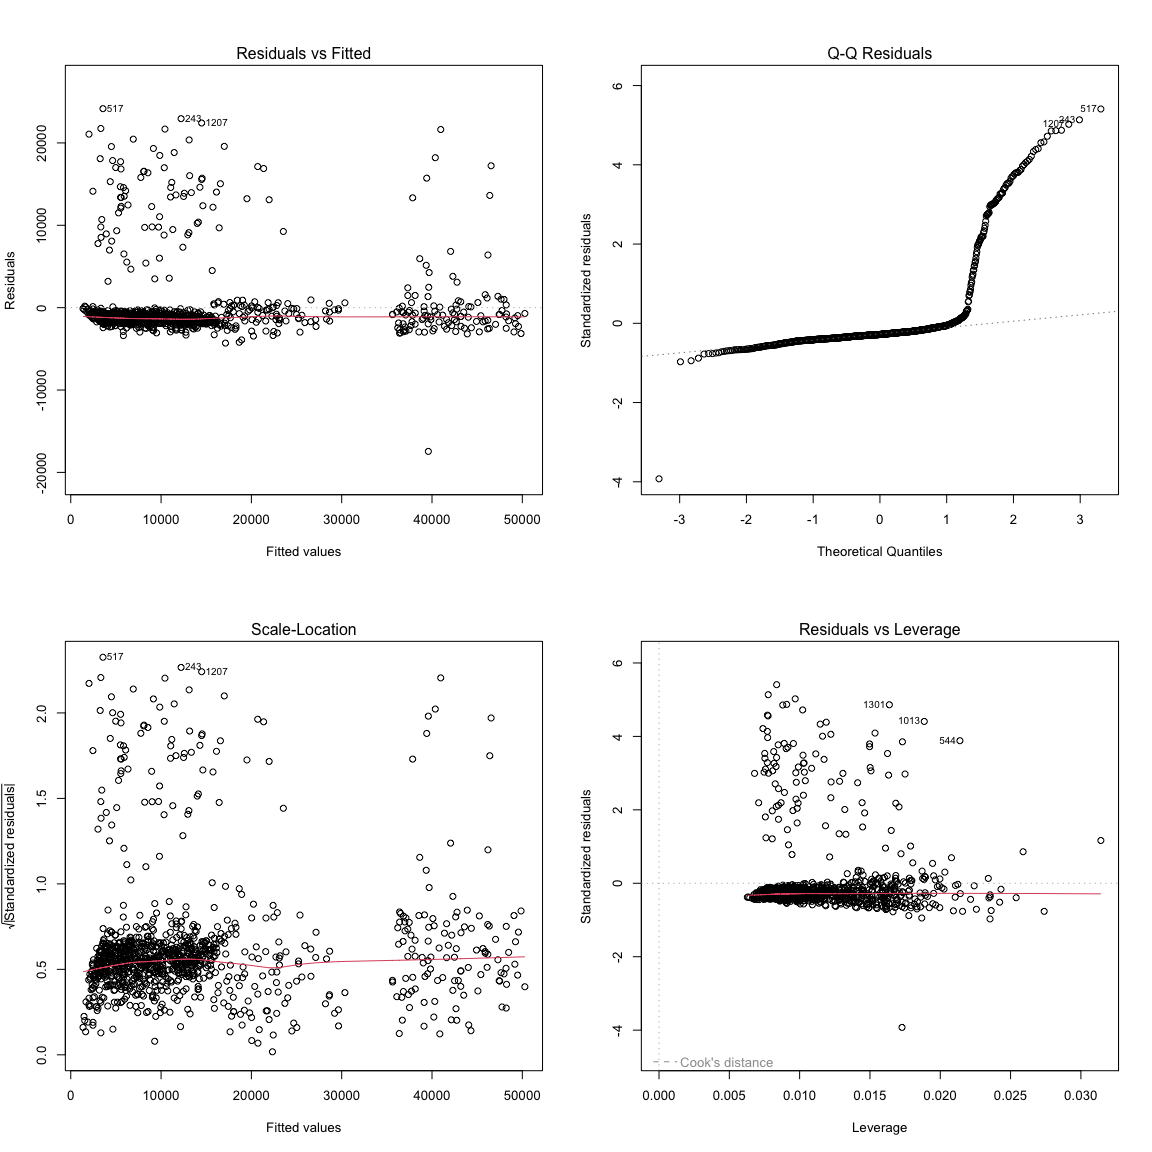 Residuals vs Fitted
Residuals
20000
10000
0
-10000
-20000
517
243
1207
0 10000 20000 30000 40000 50000
Fitted values
Q-Q Residuals
Standardized residuals
6
4
2
0
-2
-4
517
243
1207
-3 -2 -1 0 1 2 3
Theoretical Quantiles
Scale-Location
√|Standardized residuals|
2.0
1.5
1.0
0.5
0.0
517
243
1207
0 10000 20000 30000 40000 50000
Fitted values
Residuals vs Leverage
Standardized residuals
6
4
2
0
-2
-4
1301
1013
544
Cook's distance
0.000 0.005 0.010 0.015 0.020 0.025 0.030
Leverage